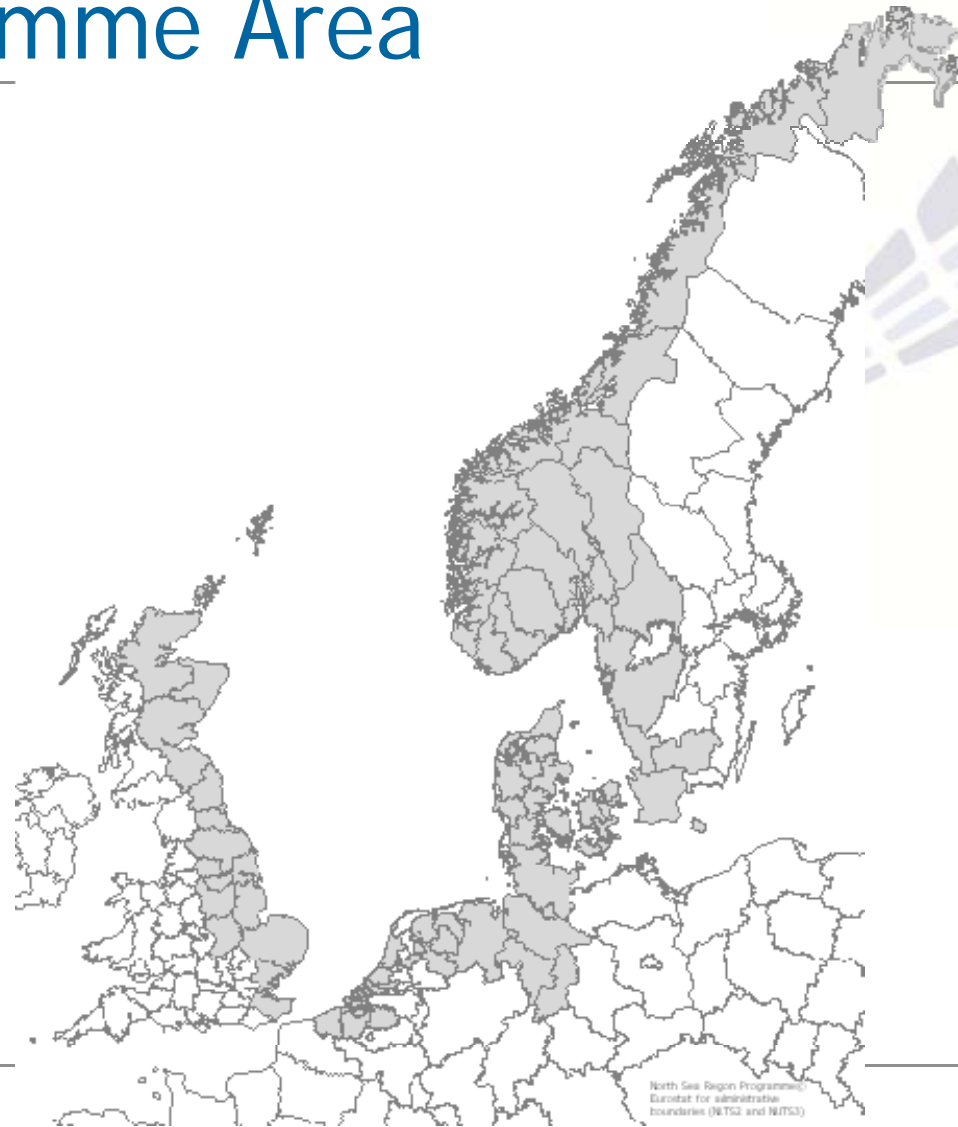 mme Area
North Sea Region Programme©
Eurostat for administrative
boundaries (NUTS2 and NUTS3)